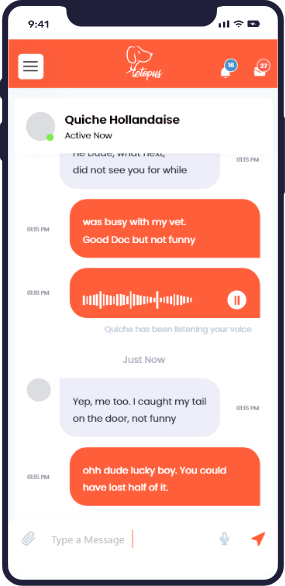 9:41
Tetopus
16
27
Quiche Hollandaise
Active Now
He Dude, what next,
did not see you for while
01:15 PM
was busy with my vet.
Good Doc but not funny
01:15 PM
01:18 PM
Quiche has been listening your voice
Just Now
Yep, me too. I caught my tail
on the door, not funny
01:15 PM
ohh dude lucky boy. You could
have lost half of it.
01:15 PM
Type a Message